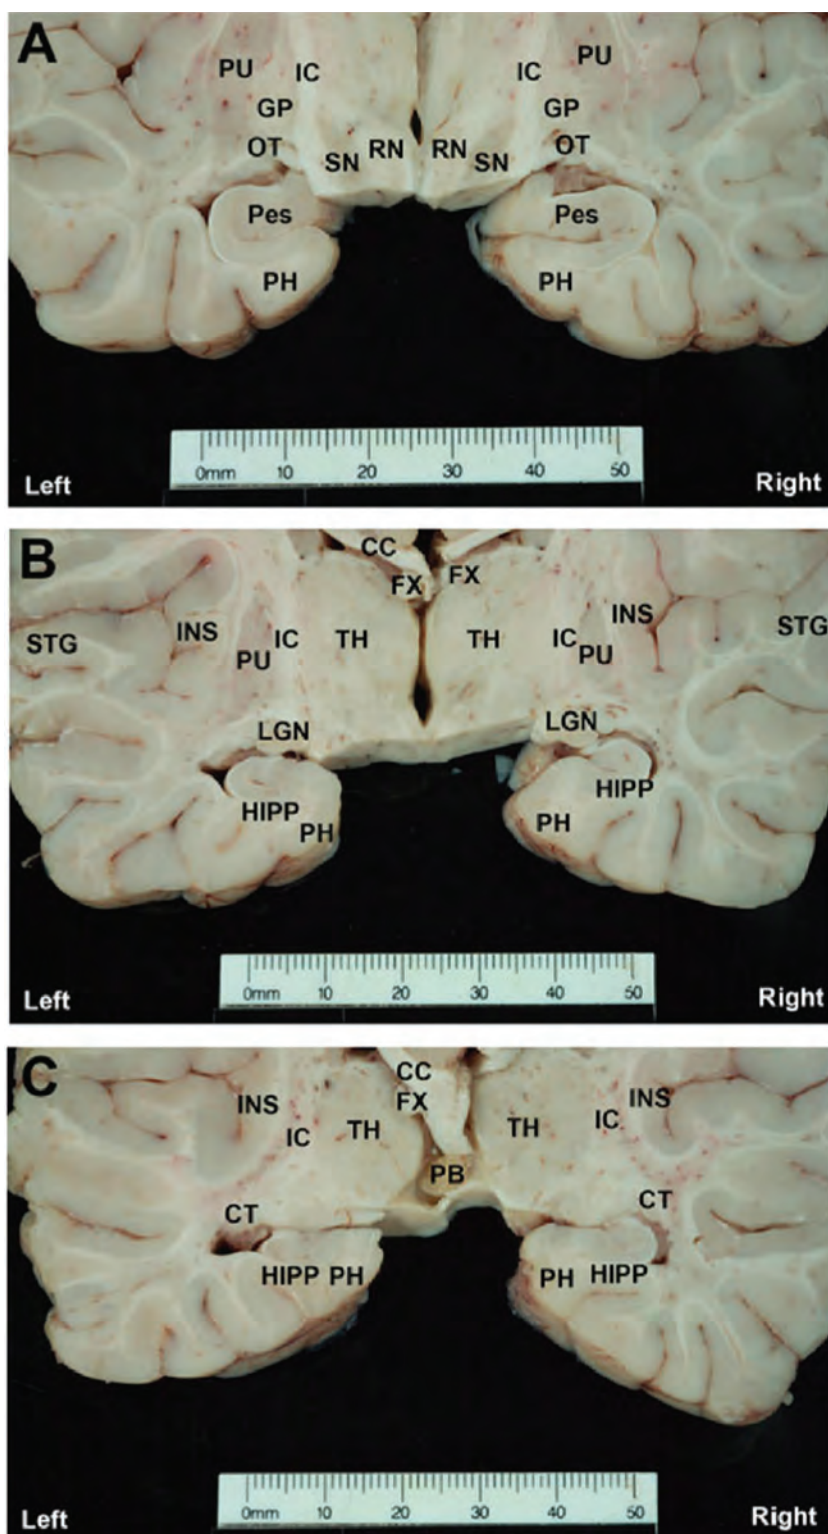 A
PU IC IC PU
GP GP
OT RN RN OT
SN SN
Pes Pes
PH PH
0mm 10 20 30 40 50
Left Right
B
CC
FX FX
STG INS PU IC TH TH IC PU INS STG
LGN LGN
HIPP PH PH HIPP
0mm 10 20 30 40 50
Left Right
C
CC
INS FX INS
IC TH TH IC
PB
CT CT
HIPP PH PH HIPP
0mm 10 20 30 40 50
Left Right